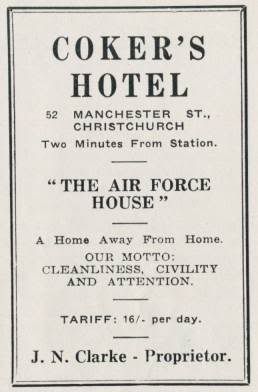 COKER'S
HOTEL
52 MANCHESTER ST.,
CHRISTCHURCH
Two Minutes From Station.
"THE AIR FORCE
HOUSE"
A Home Away From Home.
OUR MOTTO:
CLEANLINESS, CIVILITY
AND ATTENTION.
TARIFF: 16/- per day.
J. N. Clarke - Proprietor.